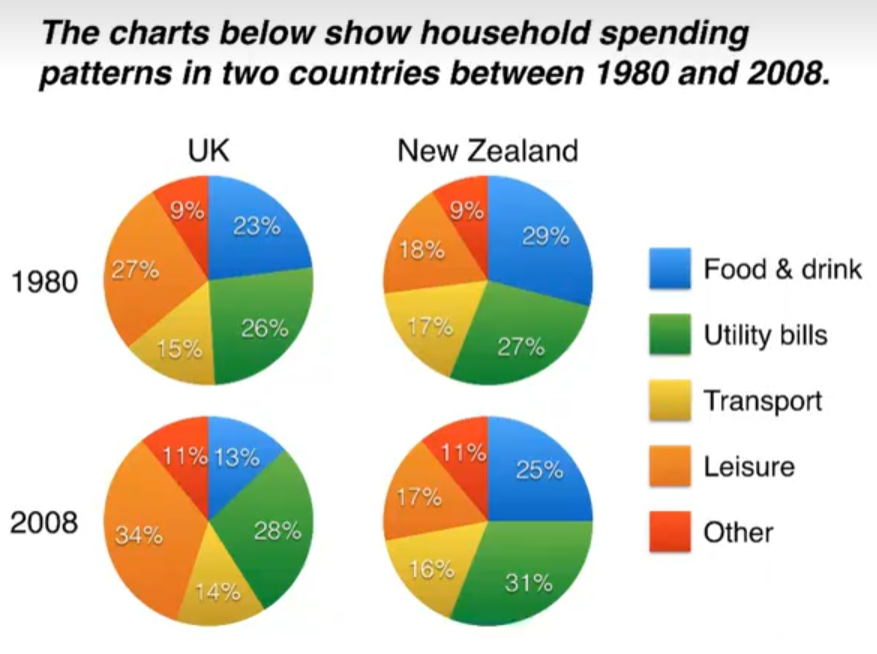 The charts below show household spending
patterns in two countries between 1980 and 2008.
UK
New Zealand
1980
9%
23%
27%
26%
15%
9%
29%
18%
17%
27%
2008
11%
13%
34%
28%
14%
11%
25%
17%
16%
31%
Food & drink
Utility bills
Transport
Leisure
Other